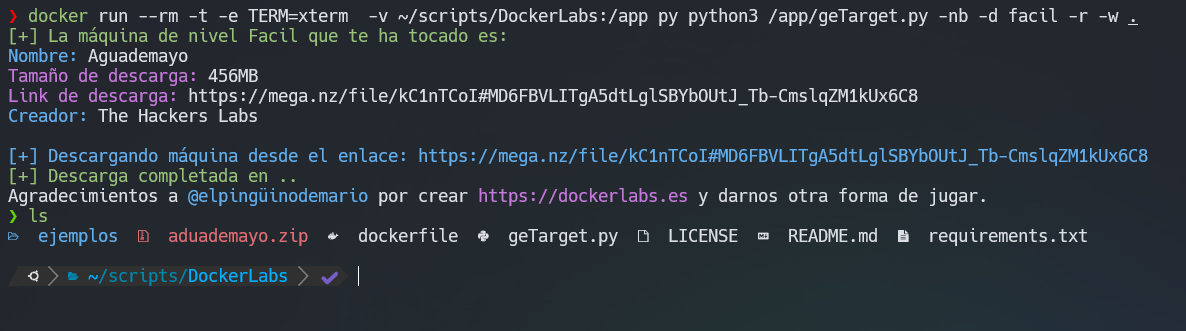 ❯ docker run --rm -t -e TERM=xterm  -v ~/scripts/DockerLabs:/app py python3 /app/geTarget.py -nb -d facil -r -w .
[+] La máquina de nivel Facil que te ha tocado es:
Nombre: Aguademayo
Tamaño de descarga: 456MB
Link de descarga: https://mega.nz/file/kC1nTCoI#MD6FBVLITgA5dtLglSBYbOUtJ_Tb-CmslqZM1kUx6C8
Creador: The Hackers Labs
[+] Descargando máquina desde el enlace: https://mega.nz/file/kC1nTCoI#MD6FBVLITgA5dtLglSBYbOUtJ_Tb-CmslqZM1kUx6C8
[+] Descarga completada en ..
Agradecimientos a @elpingüinodemario por crear https://dockerlabs.es y darnos otra forma de jugar.
❯ ls
ejemplos aduademayo.zip dockerfile geTarget.py LICENSE README.md requirements.txt
~/scripts/DockerLabs